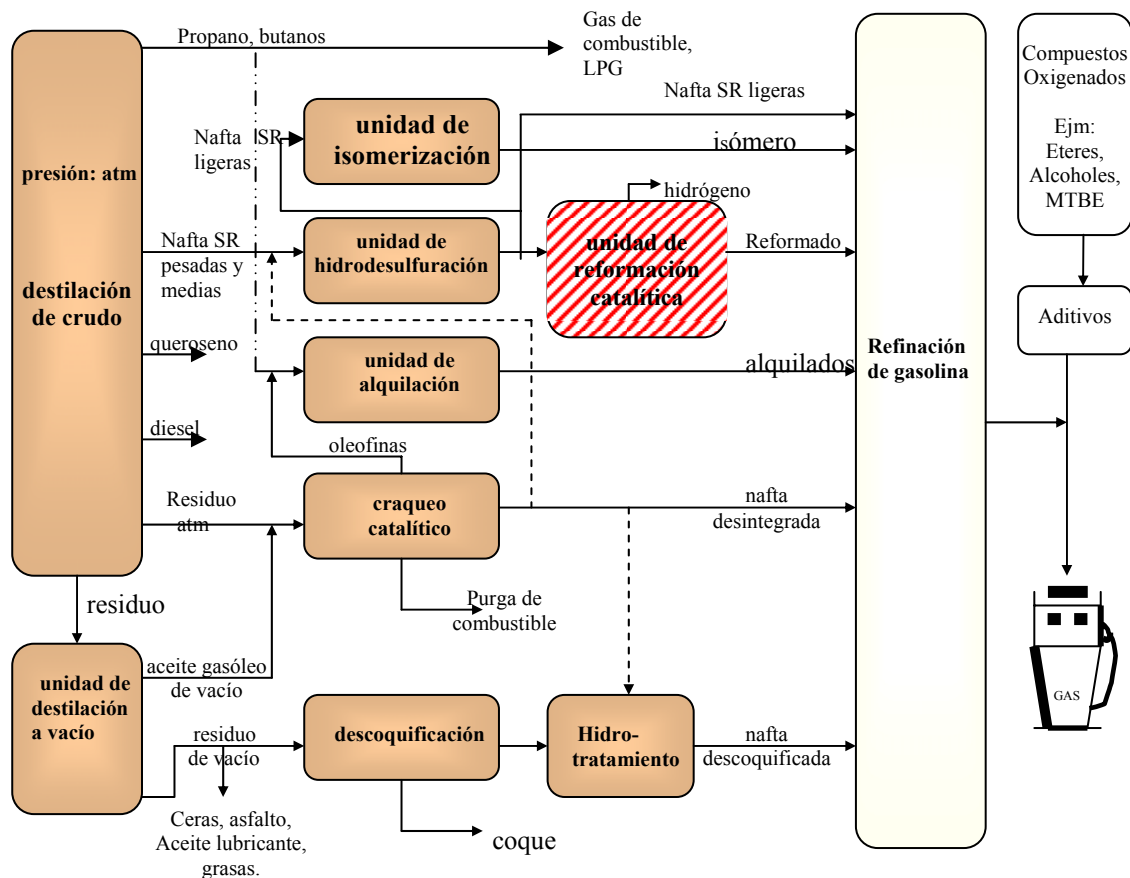 Propano, butanos
Gas de
combustible,
LPG
Compuestos
Oxigenados
Ejm:
Eteres,
Alcoholes,
MTBE
Nafta SR ligeras
unidad de
isomerización
Nafta SR
ligeras
isómero
presión: atm
hidrógeno
Nafta SR
pesadas y
medias
unidad de
hidrodesulfuración
unidad de
reformación
catalítica
Reformado
destilación
de crudo
Aditivos
queroseno
unidad de
alquilación
alquilados
Refinación
de gasolina
diesel
oleofinas
Residuo
atm
craqueo
catalítico
nafta
desintegrada
residuo
Purga de
combustible
unidad de
destilación
a vacío
aceite gasóleo
de vacío
GAS
residuo
de vacío
descoquificación
Hidro-
tratamiento
nafta
descoquificada
Ceras, asfalto,
Aceite lubricante,
grasas.
coque